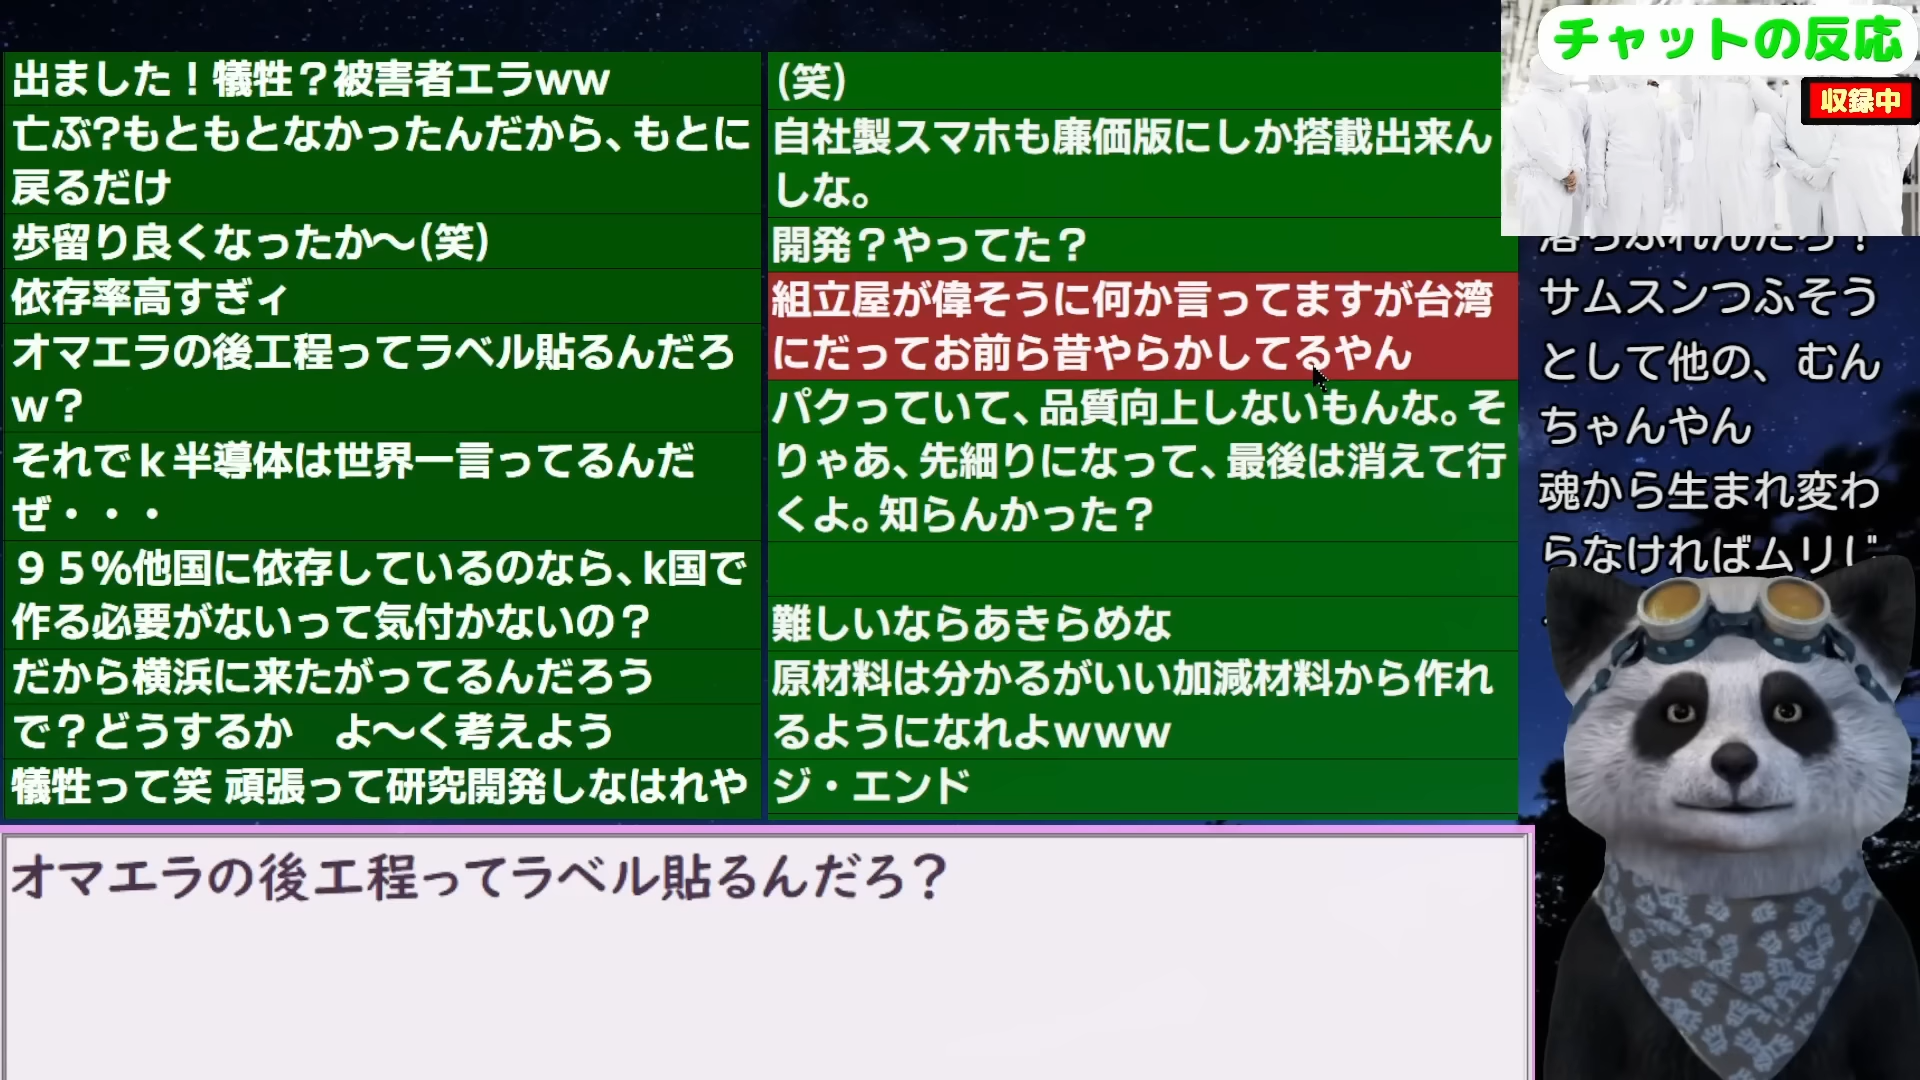 出ました！犠牲？被害者エラww
亡ぶ?もともとなかったんだから、もとに
戻るだけ
歩留り良くなったか～(笑)
依存率高すぎィ
オマエラの後工程ってラベル貼るんだろ
w？
それでｋ半導体は世界一言ってるんだ
ぜ・・・
９５%他国に依存しているのなら、k国で
作る必要がないって気付かないの？
だから横浜に来たがってるんだろう
で？どうするか　よ～く考えよう
犠牲って笑 頑張って研究開発しなはれや
(笑)
自社製スマホも廉価版にしか搭載出来ん
しな。
開発？やってた？
組立屋が偉そうに何か言ってますが台湾
にだってお前ら昔やらかしてるやん
パクっていて、品質向上しないもんな。そ
りゃあ、先細りになって、最後は消えて行
くよ。知らんかった？
難しいならあきらめな
原材料は分かるがいい加減材料から作れ
るようになれよwww
ジ・エンド
チャットの反応
収録中
落ちぶれんだろ！
サムスンつふそう
として他の、むん
ちゃんやん
魂から生まれ変わ
らなければムリじ
オマエラの後工程ってラベル貼るんだろ？